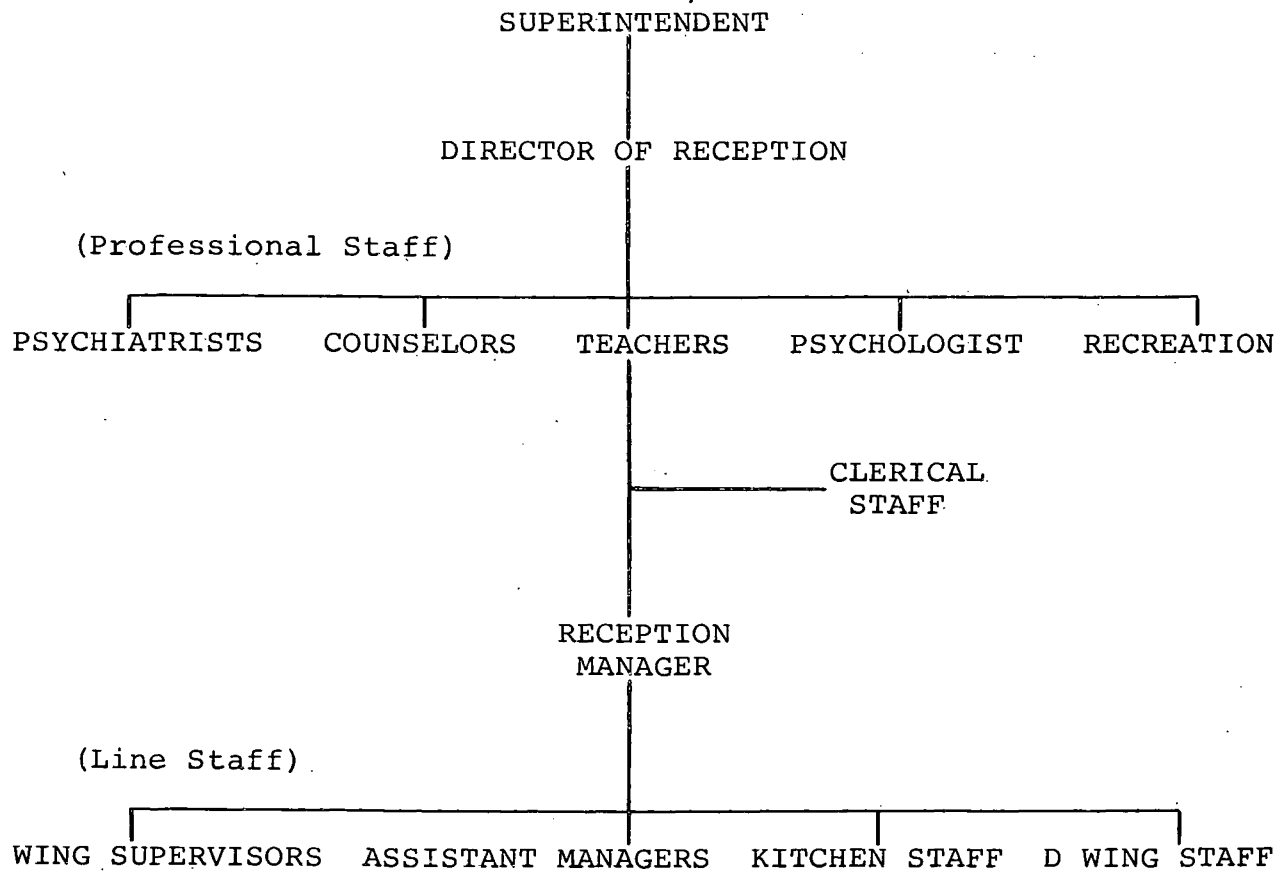 SUPERINTENDENT
DIRECTOR OF RECEPTION
(Professional Staff)
PSYCHIATRISTS COUNSELORS TEACHERS PSYCHOLOGIST RECREATION
CLERICAL
STAFF
RECEPTION
MANAGER
(Line Staff)
WING SUPERVISORS ASSISTANT MANAGERS KITCHEN STAFF D WING STAFF